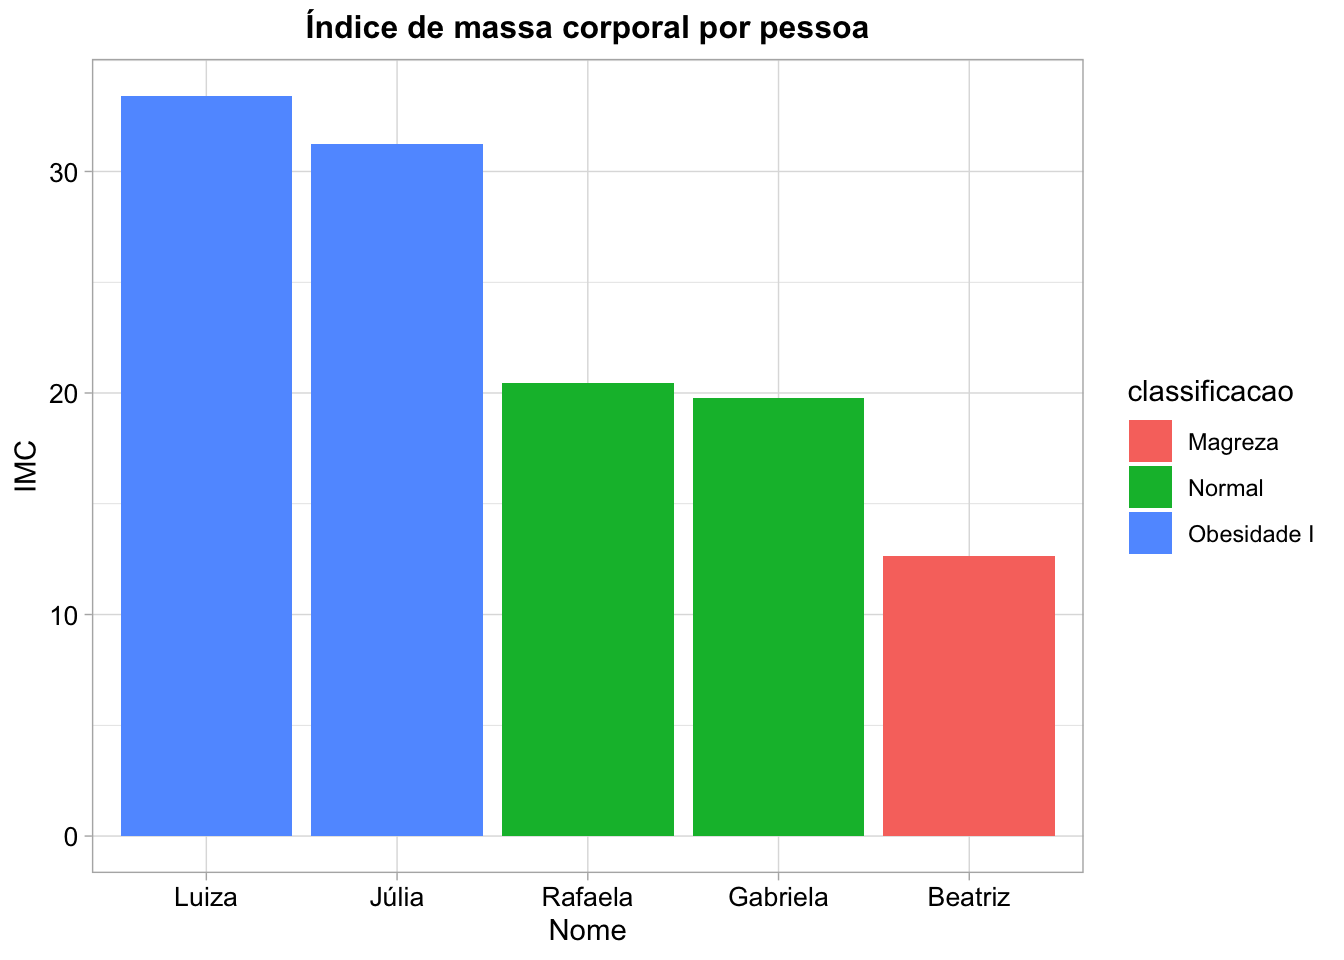 Índice de massa corporal por pessoa
IMC
30
20
10
0
Luiza Júlia Rafaela Gabriela Beatriz
Nome
classificacao
Magreza
Normal
Obesidade I